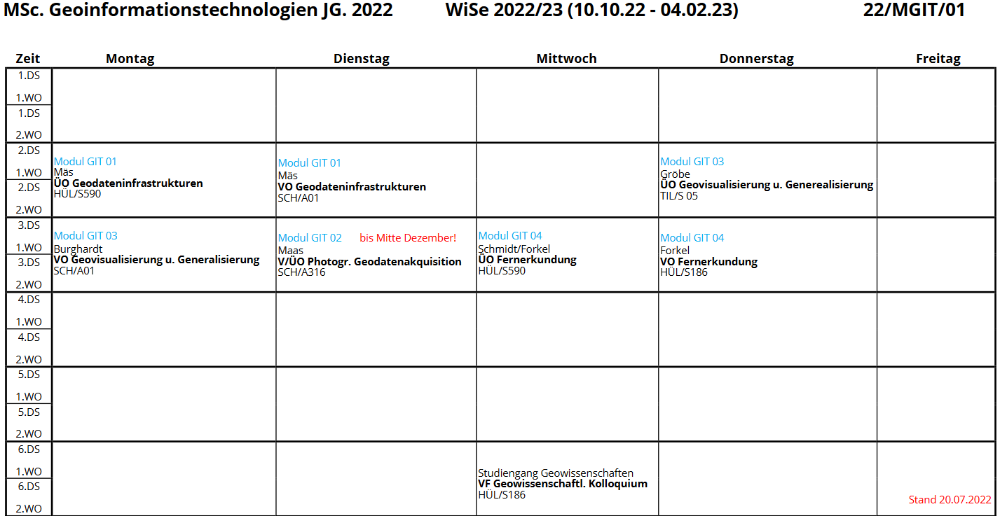 MSc. Geoinformationstechnologien JG. 2022 WiSe 2022/23 (10.10.22 - 04.02.23) 22/MGIT/01
Zeit Montag Dienstag Mittwoch Donnerstag Freitag
1.DS
1.WO
1.DS
2.WO
2.DS
1.WO
2.DS
2.WO
Modul GIT 01
Mäs
ÜO Geodateninfrastrukturen
HÜL/S590
Modul GIT 01
Mäs
VO Geodateninfrastrukturen
SCH/A01
Modul GIT 03
Gröbe
ÜO Geovisualisierung u. Generealisierung
TIL/S 05
3.DS
1.WO
3.DS
2.WO
Modul GIT 03
Burghardt
VO Geovisualisierung u. Generalisierung
SCH/A01
Modul GIT 02 bis Mitte Dezember!
Maas
V/ÜO Photogr. Geodatenakquisition
SCH/A316
Modul GIT 04
Schmidt/Forkel
ÜO Fernerkundung
HÜL/S590
Modul GIT 04
Forkel
VO Fernerkundung
HÜL/S186
4.DS
1.WO
4.DS
2.WO
5.DS
1.WO
5.DS
2.WO
6.DS
1.WO
6.DS
2.WO
Studiengang Geowissenschaften
VF Geowissenschaftl. Kolloquium
HÜL/S186
Stand 20.07.2022